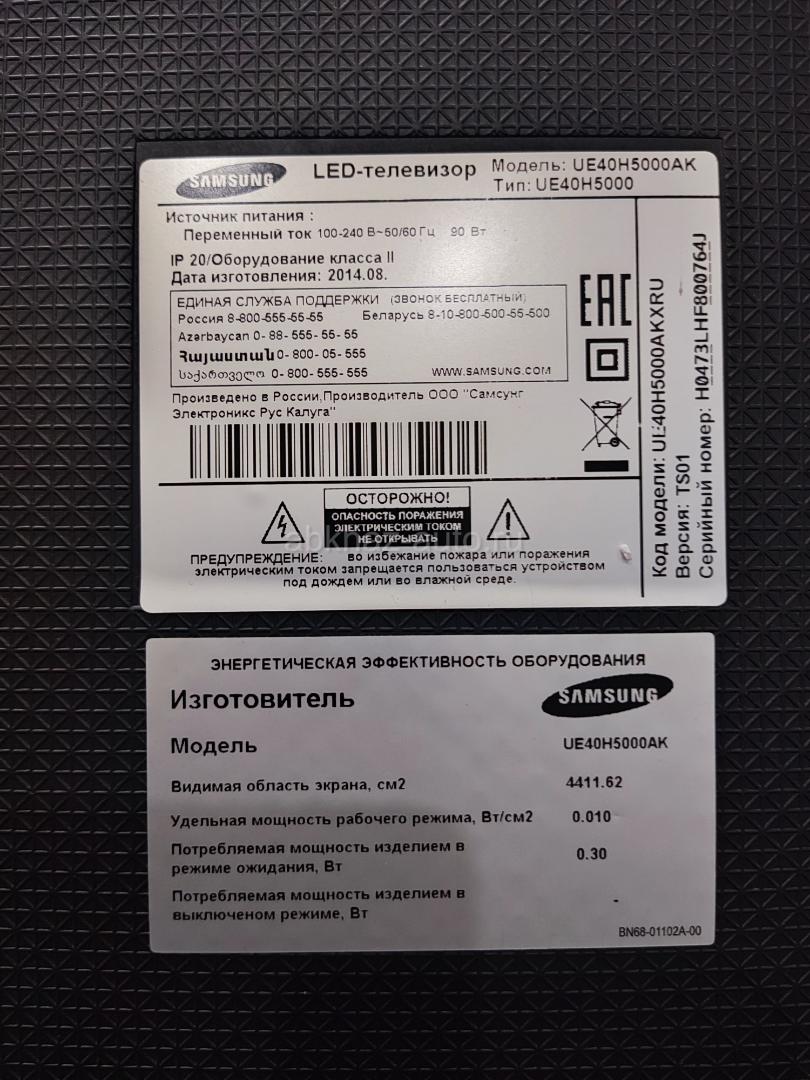 SAMSUNG
LED-телевизор
Модель: UE40H5000AK
Тип: UE40H5000
Источник питания :
Переменный ток 100-240 В~50/60 Гц 90 Вт
IP 20/Оборудование класса II
Дата изготовления: 2014.08.
ЕДИНАЯ СЛУЖБА ПОДДЕРЖКИ (ЗВОНОК БЕСПЛАТНЫЙ)
Россия 8-800-555-55-55 Беларусь 8-10-800-500-55-500
Azərbaycan 0-88-555-55-55
Հայաստան 0-800-05-555
საქართველო 0-800-555-555 WWW.SAMSUNG.COM
Произведено в России,Производитель ООО "Самсунг
Электроникс Рус Калуга"
EAC
ОСТОРОЖНО!
ОПАСНОСТЬ ПОРАЖЕНИЯ
ЭЛЕКТРИЧЕСКИМ ТОКОМ
НЕ ОТКРЫВАТЬ
ПРЕДУПРЕЖДЕНИЕ: во избежание пожара или поражения
электрическим током запрещается пользоваться устройством
под дождем или во влажной среде.
Код модели: UE40H5000AKXRU
Версия: TS01
Серийный номер: H0473LHF800764J
ЭНЕРГЕТИЧЕСКАЯ ЭФФЕКТИВНОСТЬ ОБОРУДОВАНИЯ
Изготовитель SAMSUNG
Модель UE40H5000AK
Видимая область экрана, см2 4411.62
Удельная мощность рабочего режима, Вт/см2 0.010
Потребляемая мощность изделием в
режиме ожидания, Вт 0.30
Потребляемая мощность изделием в
выключеном режиме, Вт -
BN68-01102A-00